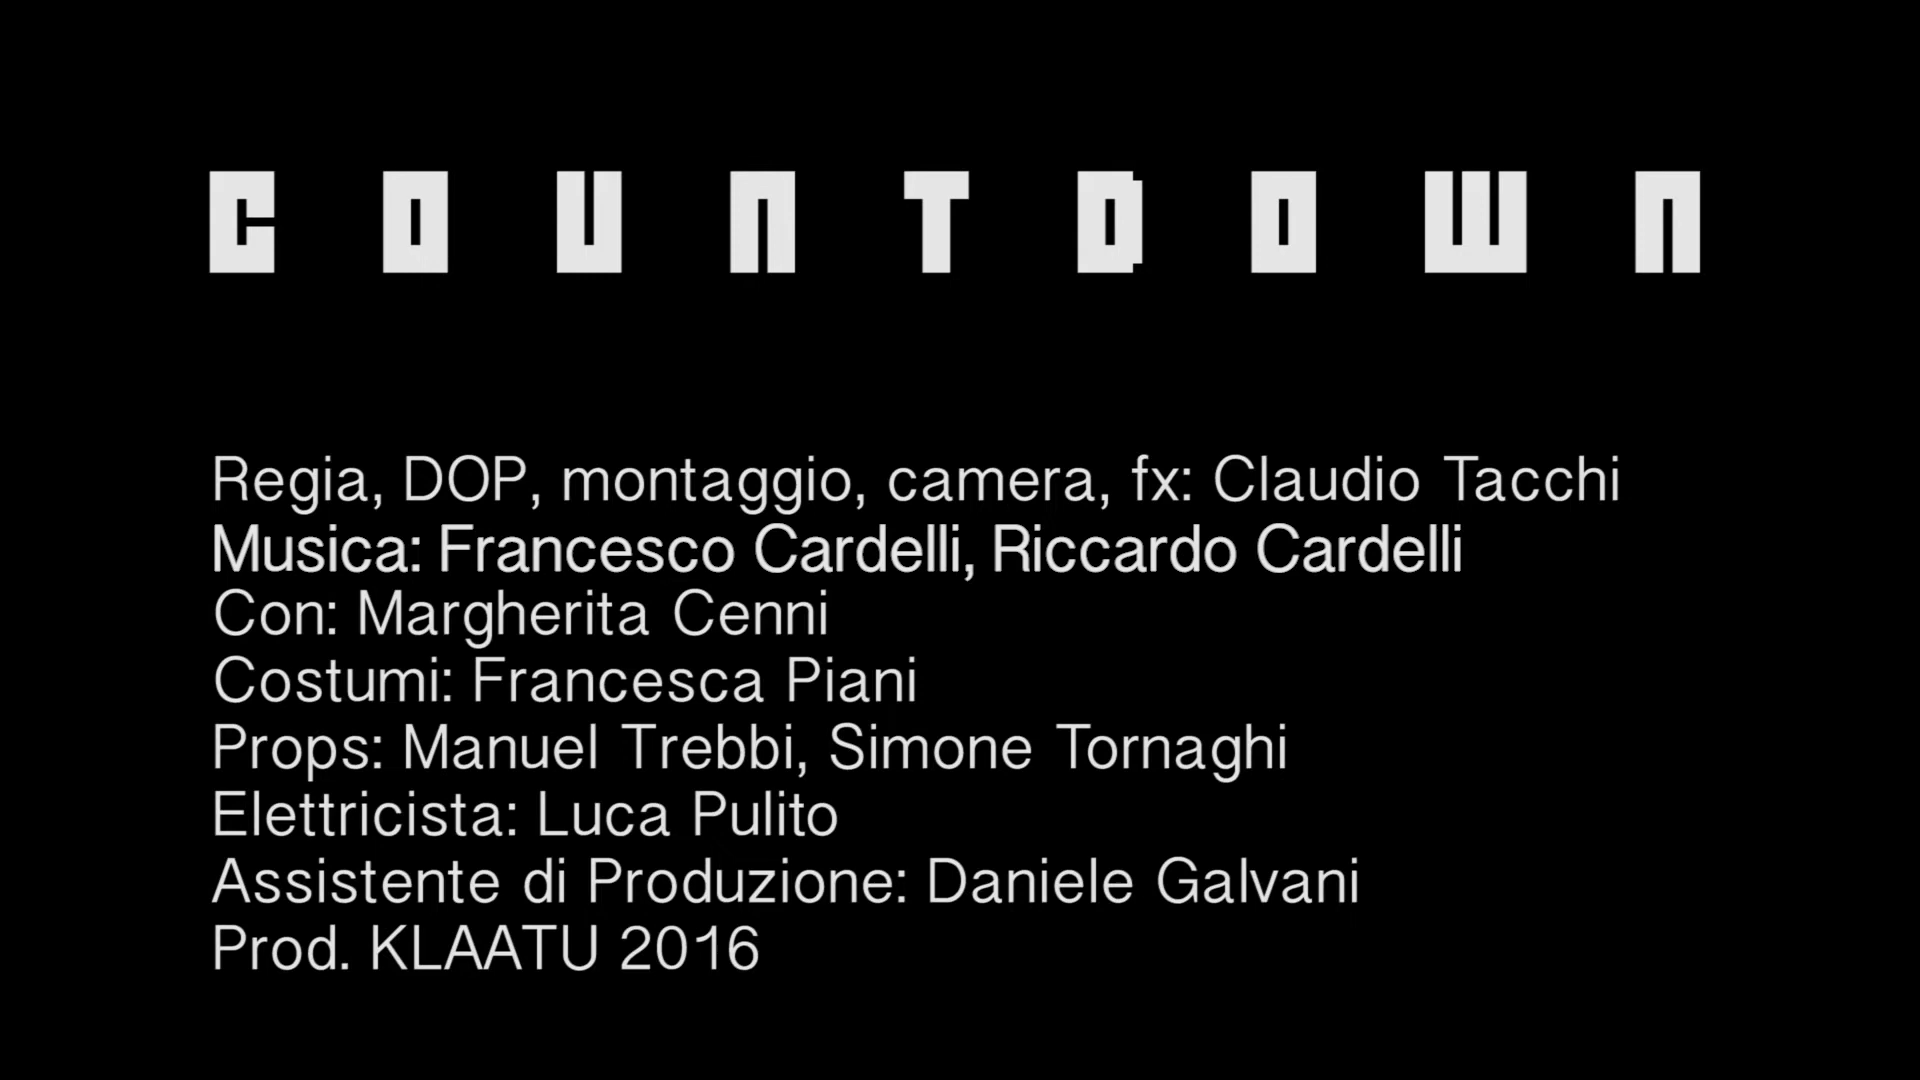 COUNTDOWN
Regia, DOP, montaggio, camera, fx: Claudio Tacchi
Musica: Francesco Cardelli, Riccardo Cardelli
Con: Margherita Cenni
Costumi: Francesca Piani
Props: Manuel Trebbi, Simone Tornaghi
Elettricista: Luca Pulito
Assistente di Produzione: Daniele Galvani
Prod. KLAATU 2016